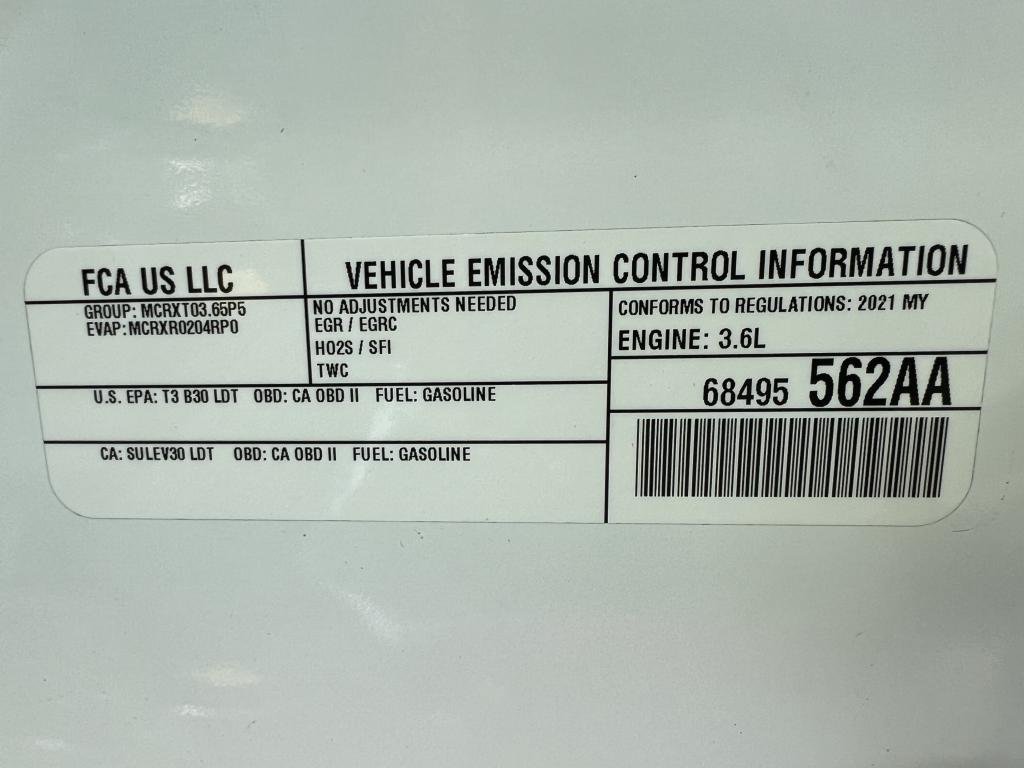 FCA US LLC
VEHICLE EMISSION CONTROL INFORMATION
GROUP: MCRXT03.65P5
EVAP: MCRXR0204RP0
NO ADJUSTMENTS NEEDED
EGR / EGRC
HO2S / SFI
TWC
CONFORMS TO REGULATIONS: 2021 MY
ENGINE: 3.6L
68495 562AA
U.S. EPA: T3 B30 LDT OBD: CA OBD II FUEL: GASOLINE
CA: SULEV30 LDT OBD: CA OBD II FUEL: GASOLINE